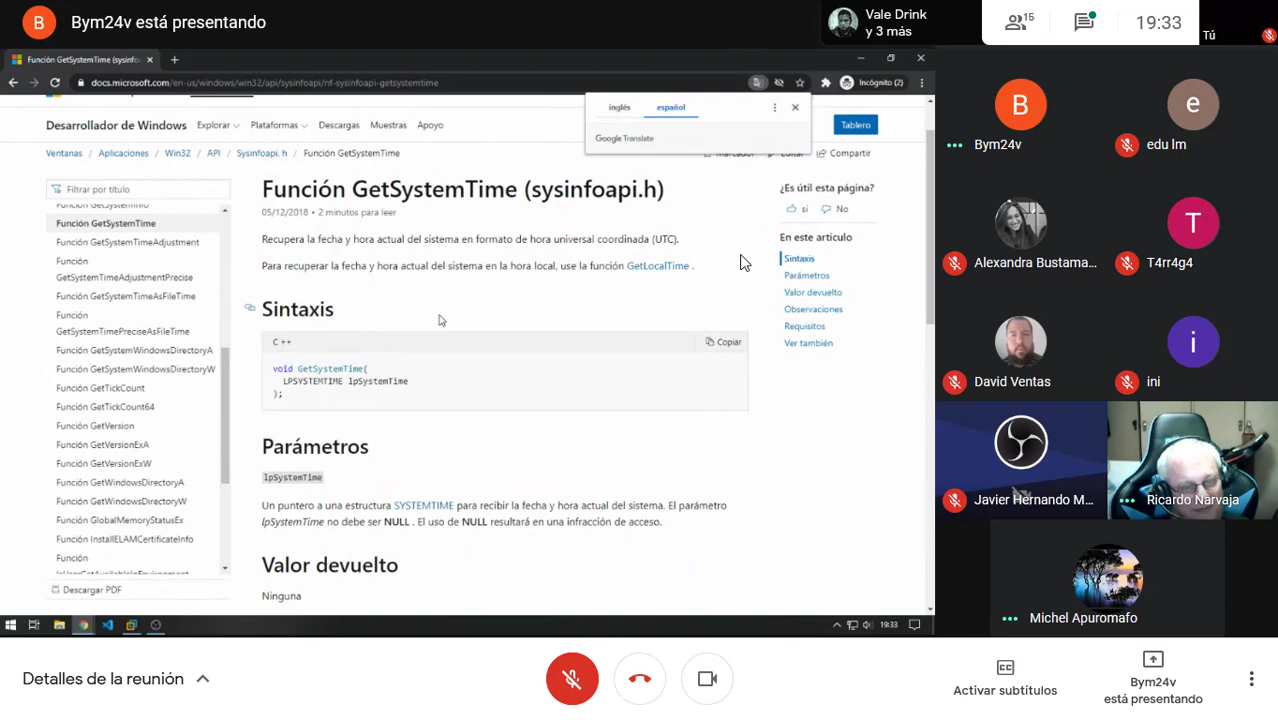 B
Bym24v está presentando
Vale Drink
y 3 más
15
19:33
Tú
Función GetSystemTime (sysinfo
docs.microsoft.com/en-us/windows/win32/api/sysinfoapi/nf-sysinfoapi-getsystemtime
Incógnito (2)
inglés
español
Google Translate
Desarrollador de Windows
Explorar
Plataformas
Descargas
Muestras
Apoyo
Tablero
Ventanas / Aplicaciones / Win32 / API / Sysinfoapi. h / Función GetSystemTime
Marcador
Editar
Compartir
Filtrar por título
Función GetSystemInfo
Función GetSystemTime
Función GetSystemTimeAdjustment
Función
GetSystemTimeAdjustmentPrecise
Función GetSystemTimeAsFileTime
Función
GetSystemTimePreciseAsFileTime
Función GetSystemWindowsDirectoryA
Función GetSystemWindowsDirectoryW
Función GetTickCount
Función GetTickCount64
Función GetVersion
Función GetVersionExA
Función GetVersionExW
Función GetWindowsDirectoryA
Función GetWindowsDirectoryW
Función GlobalMemoryStatusEx
Función InstallELAMCertificateInfo
Función
IsUserCetAvailableInEnvironment
Descargar PDF
Función GetSystemTime (sysinfoapi.h)
05/12/2018 • 2 minutos para leer
Recupera la fecha y hora actual del sistema en formato de hora universal coordinada (UTC).
Para recuperar la fecha y hora actual del sistema en la hora local, use la función GetLocalTime .
Sintaxis
C ++
Copiar
void GetSystemTime(
LPSYSTEMTIME lpSystemTime
);
Parámetros
lpSystemTime
Un puntero a una estructura SYSTEMTIME para recibir la fecha y hora actual del sistema. El parámetro
lpSystemTime no debe ser NULL . El uso de NULL resultará en una infracción de acceso.
Valor devuelto
Ninguna
¿Es útil esta página?
si
No
En este articulo
Sintaxis
Parámetros
Valor devuelto
Observaciones
Requisitos
Ver también
19:33
B
Bym24v
e
edu lm
Alexandra Bustama...
T
T4rr4g4
David Ventas
i
ini
Javier Hernando M...
Ricardo Narvaja
Michel Apuromafo
Detalles de la reunión
CC
Activar subtítulos
Bym24v
está presentando